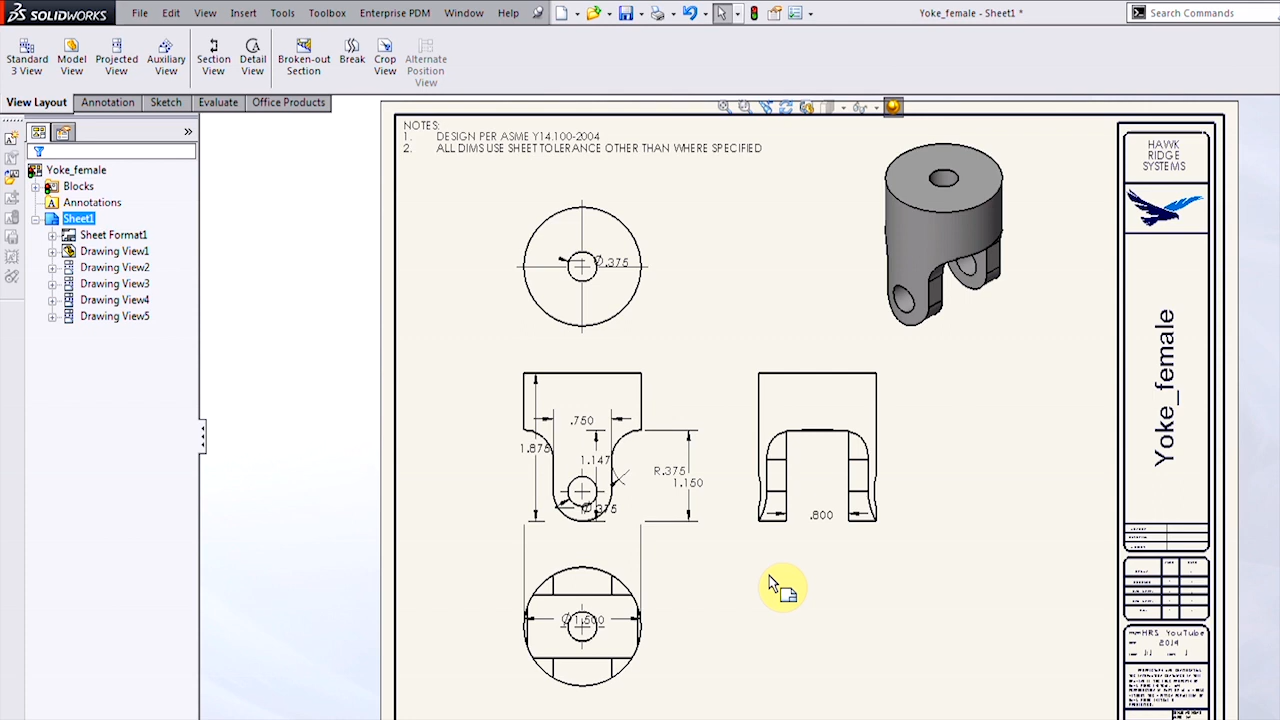 SOLIDWORKS File Edit View Insert Tools Toolbox Enterprise PDM Window Help Yoke_female - Sheet1 * Search Commands
Standard 3 View
Model View
Projected View
Auxiliary View
Section View
Detail View
Broken-out Section
Break
Crop View
Alternate Position View
View Layout Annotation Sketch Evaluate Office Products
Yoke_female
Blocks
Annotations
Sheet1
Sheet Format1
Drawing View1
Drawing View2
Drawing View3
Drawing View4
Drawing View5
NOTES:
1. DESIGN PER ASME Y14.100-2004
2. ALL DIMS USE SHEET TOLERANCE OTHER THAN WHERE SPECIFIED
Ø.375
.750
1.875
1.147
R.375
1.150
Ø.375
.800
Ø1.500
HAWK
RIDGE
SYSTEMS
Yoke_female
HRS YouTube
2014